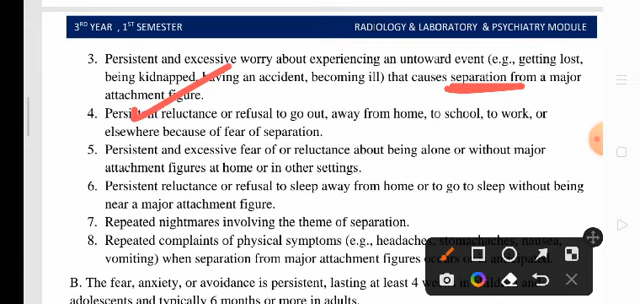 3RD YEAR , 1ST SEMESTER RADIOLOGY & LABORATORY & PSYCHIATRY MODULE
3. Persistent and excessive worry about experiencing an untoward event (e.g., getting lost,
being kidnapped, having an accident, becoming ill) that causes separation from a major
attachment figure.
4. Persistent reluctance or refusal to go out, away from home, to school, to work, or
elsewhere because of fear of separation.
5. Persistent and excessive fear of or reluctance about being alone or without major
attachment figures at home or in other settings.
6. Persistent reluctance or refusal to sleep away from home or to go to sleep without being
near a major attachment figure.
7. Repeated nightmares involving the theme of separation.
8. Repeated complaints of physical symptoms (e.g., headaches, stomachaches, nausea,
vomiting) when separation from major attachment figures
B. The fear, anxiety, or avoidance is persistent, lasting at least 4
adolescents and typically 6 months or more in adults.